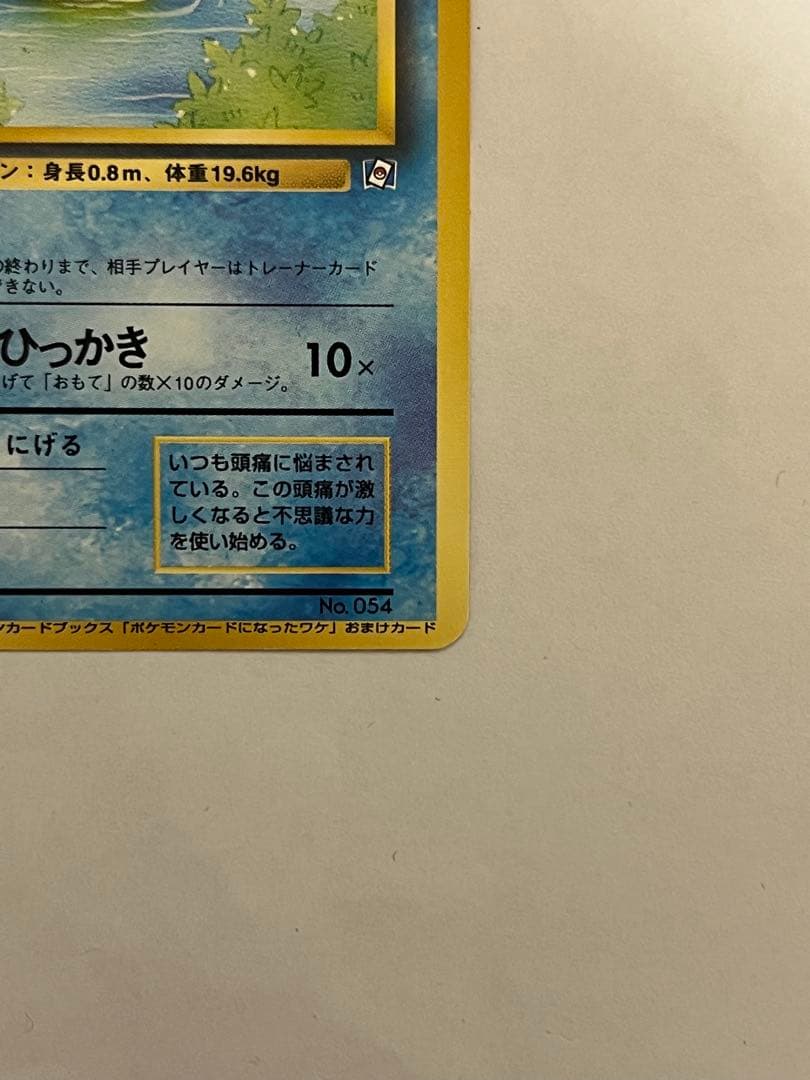 ン：身長0.8m、体重19.6kg
の終わりまで、相手プレイヤーはトレーナーカード
できない。
ひっかき 10×
げて「おもて」の数×10のダメージ。
にげる
いつも頭痛に悩まされ
ている。この頭痛が激
しくなると不思議な力
を使い始める。
No. 054
ンカードブックス「ポケモンカードになったワケ」おまけカード